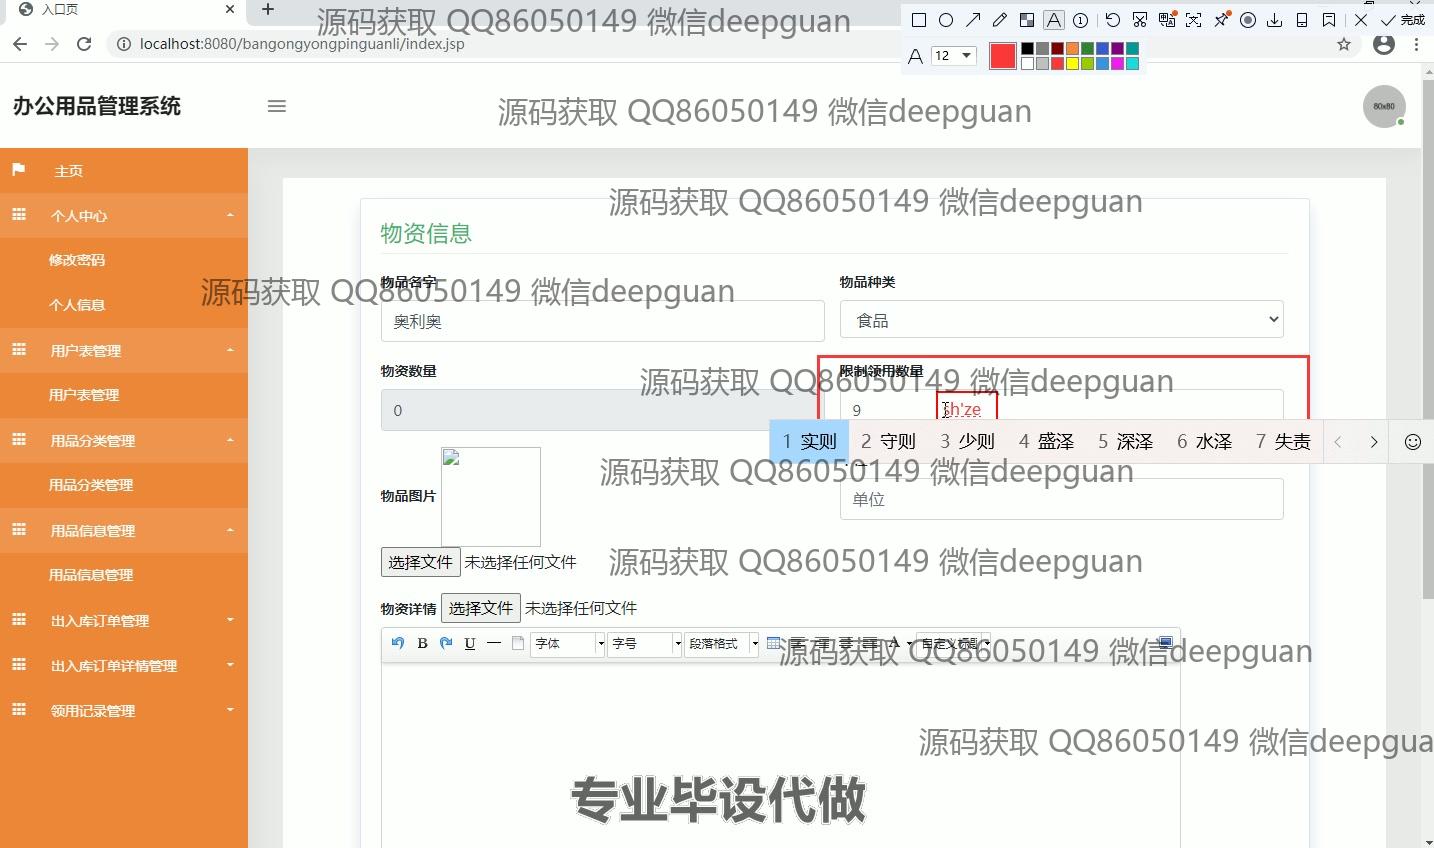 入口页
源码获取 QQ86050149 微信deepguan
完成
localhost:8080/bangongyongpinguanli/index.jsp
A 12
办公用品管理系统
源码获取 QQ86050149 微信deepguan
80x80
主页
个人中心
修改密码
个人信息
用户表管理
用户表管理
用品分类管理
用品分类管理
用品信息管理
用品信息管理
出入库订单管理
出入库订单详情管理
领用记录管理
源码获取 QQ86050149 微信deepguan
物资信息
物品名字
物品种类
源码获取 QQ86050149 微信deepguan
奥利奥
食品
物资数量
限制领用数量
源码获取 QQ86050149 微信deepguan
0
9
sh'ze
1 实则 2 守则 3 少则 4 盛泽 5 深泽 6 水泽 7 失责
源码获取 QQ86050149 微信deepguan
物品图片
单位
选择文件 未选择任何文件
源码获取 QQ86050149 微信deepguan
物资详情 选择文件 未选择任何文件
B U 字体 字号 段落格式 A 自定义标题
源码获取 QQ86050149 微信deepguan
源码获取 QQ86050149 微信deepgua
专业毕设代做